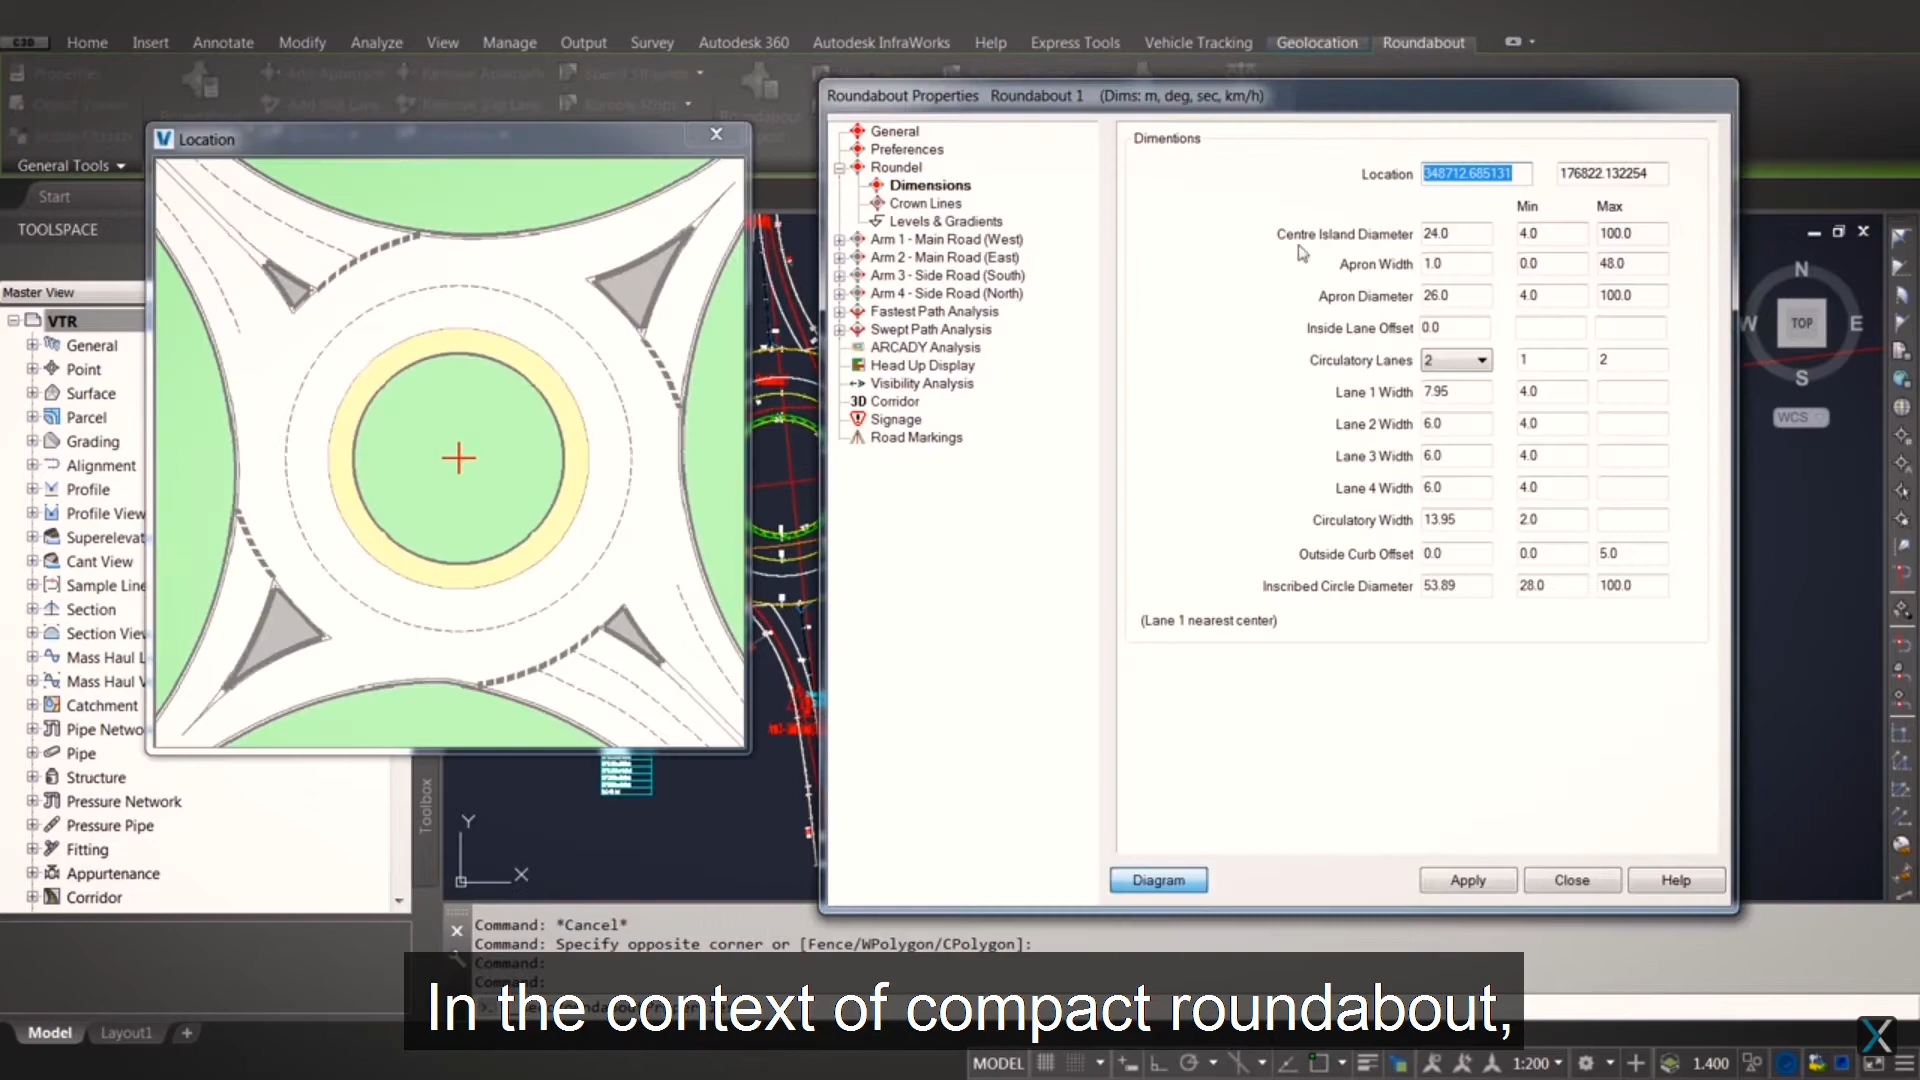 C3D
Home Insert Annotate Modify Analyze View Manage Output Survey Autodesk 360 Autodesk InfraWorks Help Express Tools Vehicle Tracking Geolocation Roundabout
Properties
General Tools
Start
TOOLSPACE
Master View
VTR
General
Point
Surface
Parcel
Grading
Alignment
Profile
Profile View
Superelevat
Cant View
Sample Line
Section
Section Viev
Mass Haul L
Mass Haul V
Catchment
Pipe Netwo
Pipe
Structure
Pressure Network
Pressure Pipe
Fitting
Appurtenance
Corridor
Toolbox
Location
Roundabout Properties Roundabout 1 (Dims: m, deg, sec, km/h)
General
Preferences
Roundel
Dimensions
Crown Lines
Levels & Gradients
Arm 1 - Main Road (West)
Arm 2 - Main Road (East)
Arm 3 - Side Road (South)
Arm 4 - Side Road (North)
Fastest Path Analysis
Swept Path Analysis
ARCADY Analysis
Head Up Display
Visibility Analysis
3D Corridor
Signage
Road Markings
Dimentions
Location 348712.685131 176822.132254
Min Max
Centre Island Diameter 24.0 4.0 100.0
Apron Width 1.0 0.0 48.0
Apron Diameter 26.0 4.0 100.0
Inside Lane Offset 0.0
Circulatory Lanes 2 1 2
Lane 1 Width 7.95 4.0
Lane 2 Width 6.0 4.0
Lane 3 Width 6.0 4.0
Lane 4 Width 6.0 4.0
Circulatory Width 13.95 2.0
Outside Curb Offset 0.0 0.0 5.0
Inscribed Circle Diameter 53.89 28.0 100.0
(Lane 1 nearest center)
Diagram Apply Close Help
N
W TOP E
S
WCS
Y
X
Command: *Cancel*
Command: Specify opposite corner or [Fence/WPolygon/CPolygon]:
Command:
Command:
In the context of compact roundabout,
Model Layout1 +
MODEL 1:200 1.400